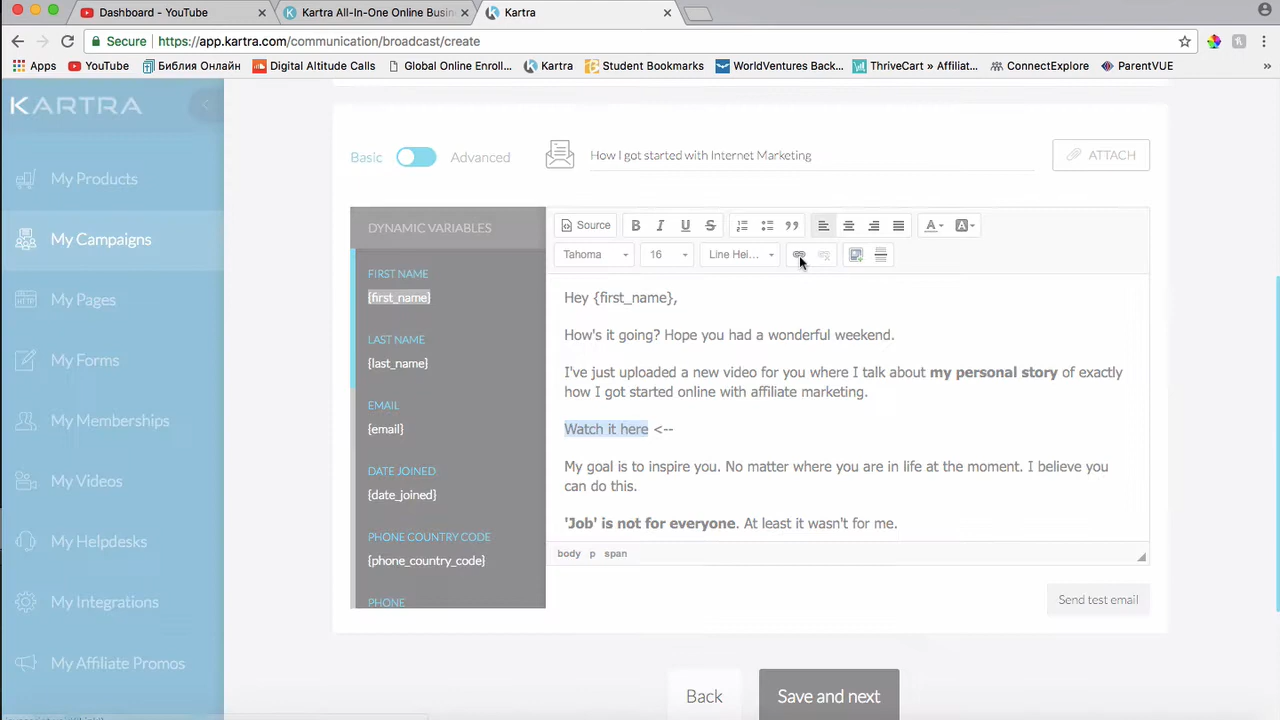 Dashboard - YouTube
Kartra All-In-One Online Busin
Kartra
Secure https://app.kartra.com/communication/broadcast/create
Apps YouTube Библия Онлайн Digital Altitude Calls Global Online Enroll... Kartra Student Bookmarks WorldVentures Back... ThriveCart » Affiliat... ConnectExplore ParentVUE »
KARTRA
My Products
My Campaigns
My Pages
My Forms
My Memberships
My Videos
My Helpdesks
My Integrations
My Affiliate Promos
Basic Advanced How I got started with Internet Marketing ATTACH
DYNAMIC VARIABLES
FIRST NAME
{first_name}
LAST NAME
{last_name}
EMAIL
{email}
DATE JOINED
{date_joined}
PHONE COUNTRY CODE
{phone_country_code}
PHONE
Source B I U S A A
Tahoma 16 Line Hei...
Hey {first_name},
How's it going? Hope you had a wonderful weekend.
I've just uploaded a new video for you where I talk about my personal story of exactly
how I got started online with affiliate marketing.
Watch it here <--
My goal is to inspire you. No matter where you are in life at the moment. I believe you
can do this.
'Job' is not for everyone. At least it wasn't for me.
body p span
Send test email
Back Save and next